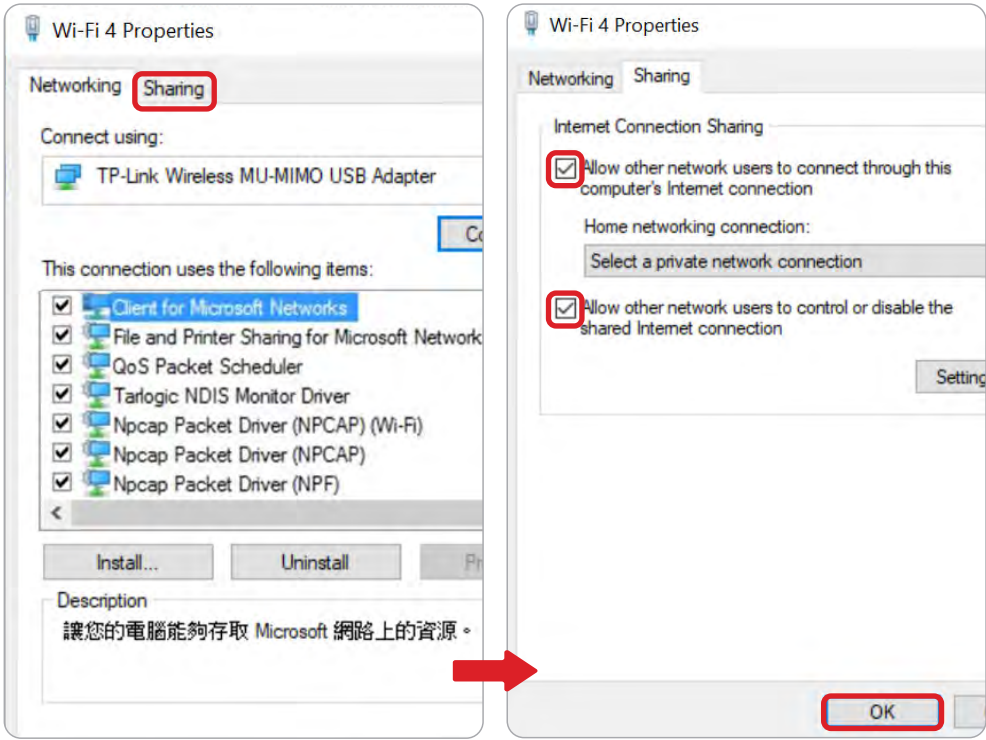 Wi-Fi 4 Properties
Networking Sharing
Connect using:
TP-Link Wireless MU-MIMO USB Adapter
This connection uses the following items:
Client for Microsoft Networks
File and Printer Sharing for Microsoft Network
QoS Packet Scheduler
Tarlogic NDIS Monitor Driver
Npcap Packet Driver (NPCAP) (Wi-Fi)
Npcap Packet Driver (NPCAP)
Npcap Packet Driver (NPF)
Install... Uninstall
Description
讓您的電腦能夠存取 Microsoft 網路上的資源。
Wi-Fi 4 Properties
Networking Sharing
Internet Connection Sharing
Allow other network users to connect through this
computer's Internet connection
Home networking connection:
Select a private network connection
Allow other network users to control or disable the
shared Internet connection
Setting
OK